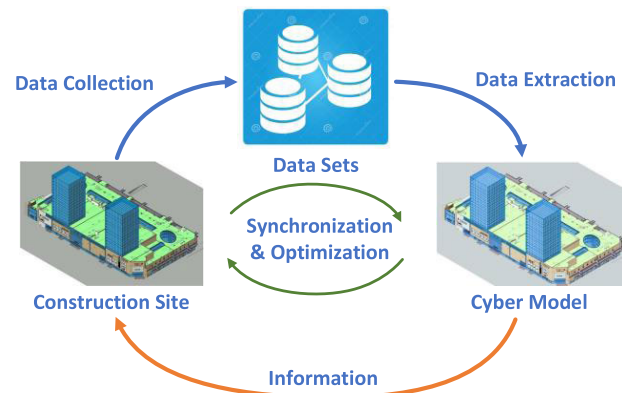 Data Collection
Data Extraction
Data Sets
Synchronization
& Optimization
Construction Site
Cyber Model
Information